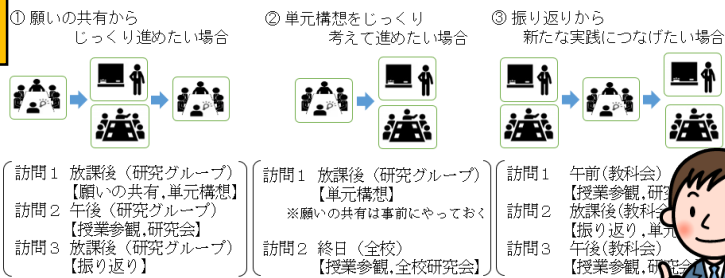 ① 願いの共有から
じっくり進めたい場合
訪問１ 放課後（研究グループ）
【願いの共有,単元構想】
訪問２ 午後（研究グループ）
【授業参観,研究会】
訪問３ 放課後（研究グループ）
【振り返り】
② 単元構想をじっくり
考えて進めたい場合
訪問１ 放課後（研究グループ）
【単元構想】
※願いの共有は事前にやっておく
訪問２ 終日（全校）
【授業参観,全校研究会】
③ 振り返りから
新たな実践につなげたい場合
訪問１ 午前(教科会)
【授業参観,研
訪問２ 放課後(教科会
【振り返り,単元
訪問３ 午後(教科会)
【授業参観,研究会